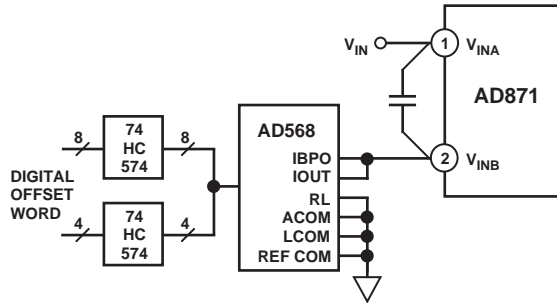 V_IN
1
V_INA
AD871
74
HC
574
8
8
AD568
IBPO
IOUT
2
V_INB
DIGITAL
OFFSET
WORD
RL
ACOM
LCOM
REF COM
4
74
HC
574
4